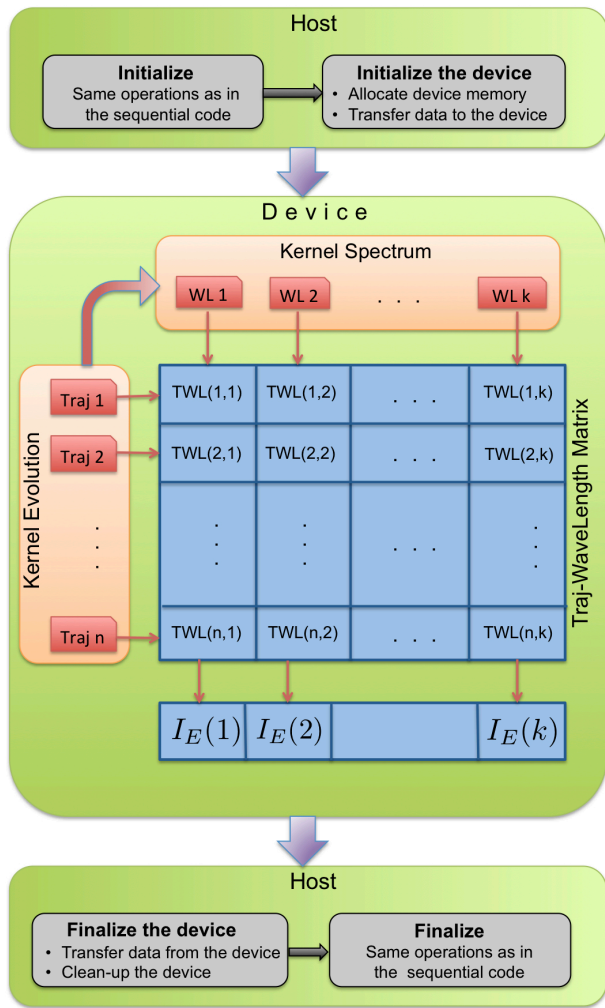 Host
Initialize
Same operations as in
the sequential code
Initialize the device
• Allocate device memory
• Transfer data to the device
Device
Kernel Spectrum
WL 1
WL 2
. . .
WL k
Kernel Evolution
Traj 1
TWL(1,1)
TWL(1,2)
. . .
TWL(1,k)
Traj 2
TWL(2,1)
TWL(2,2)
. . .
TWL(2,k)
. . .
. . .
. . .
. . .
. . .
Traj n
TWL(n,1)
TWL(n,2)
. . .
TWL(n,k)
Traj-WaveLength Matrix
I_E(1)
I_E(2)
I_E(k)
Host
Finalize the device
• Transfer data from the device
• Clean-up the device
Finalize
Same operations as in
the sequential code